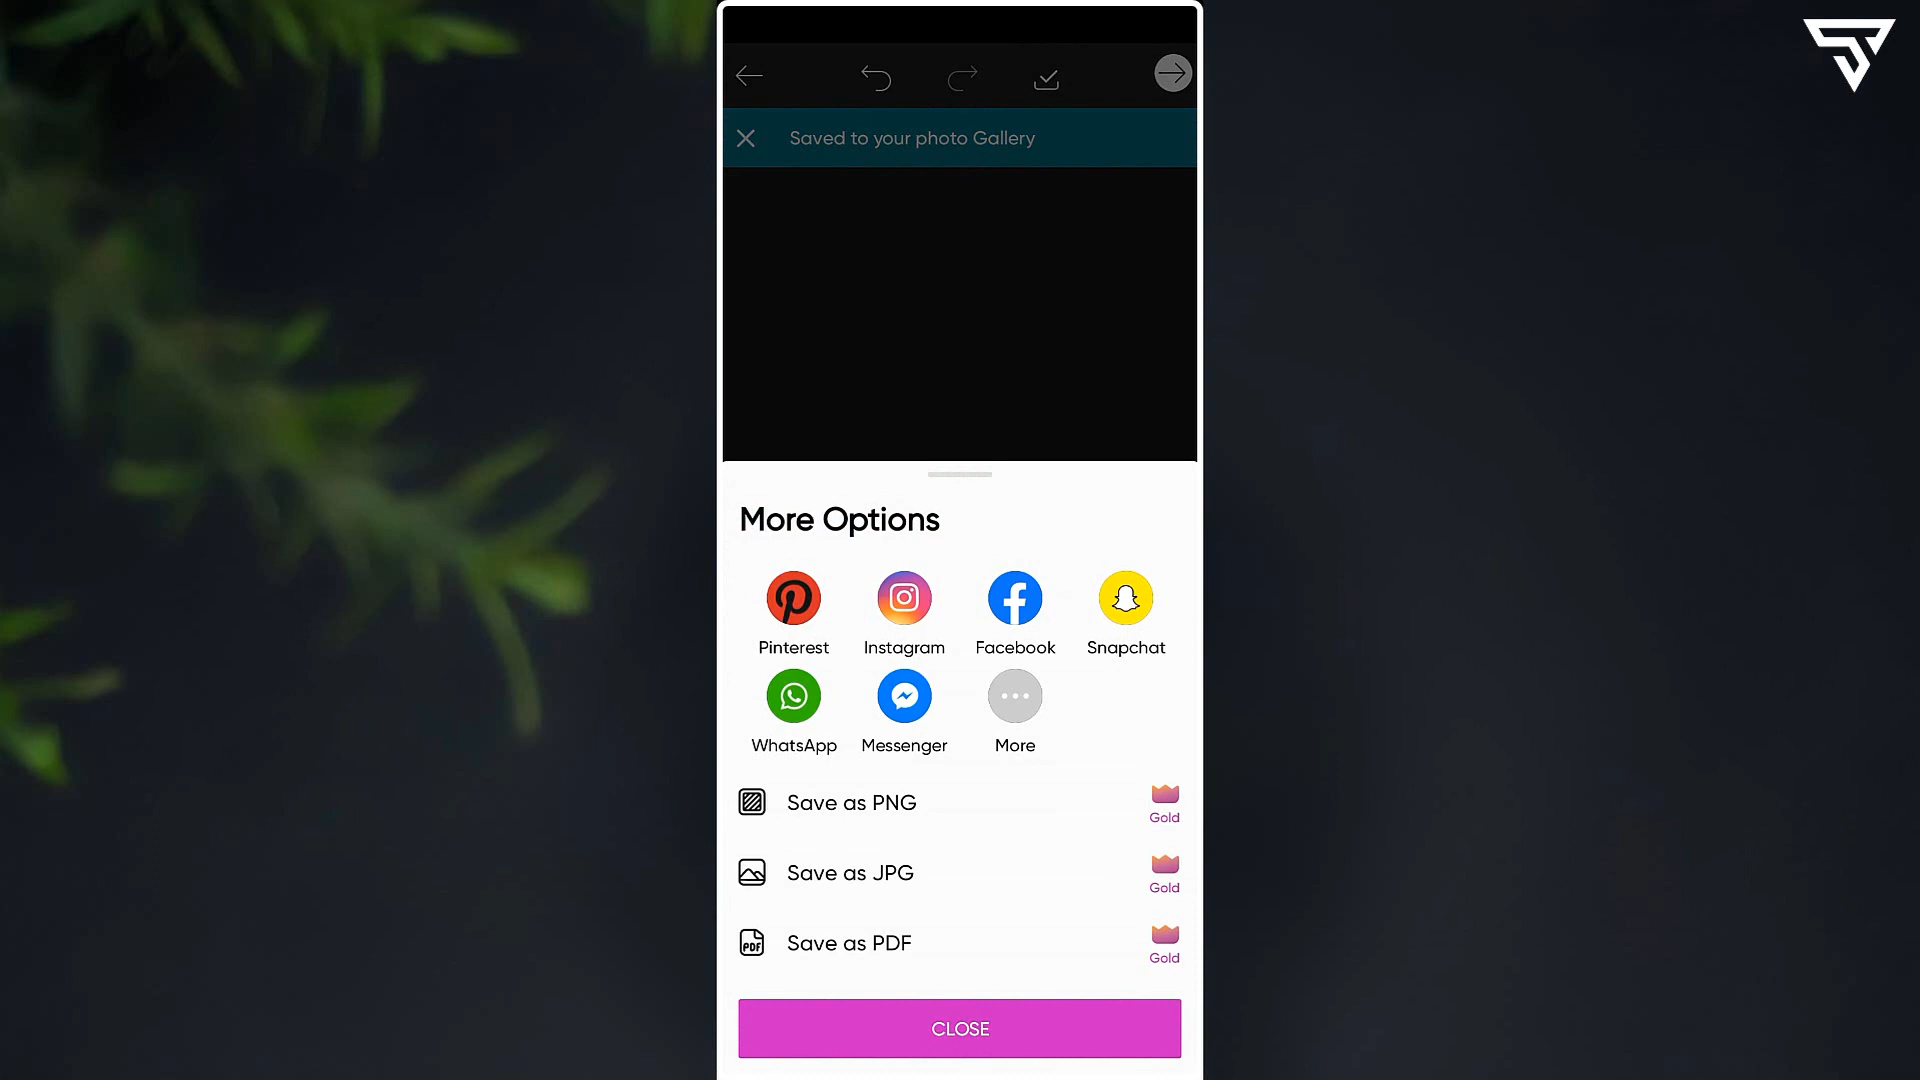 Saved to your photo Gallery
More Options
Pinterest
Instagram
Facebook
Snapchat
WhatsApp
Messenger
More
Save as PNG
Gold
Save as JPG
Gold
PDF
Save as PDF
Gold
CLOSE